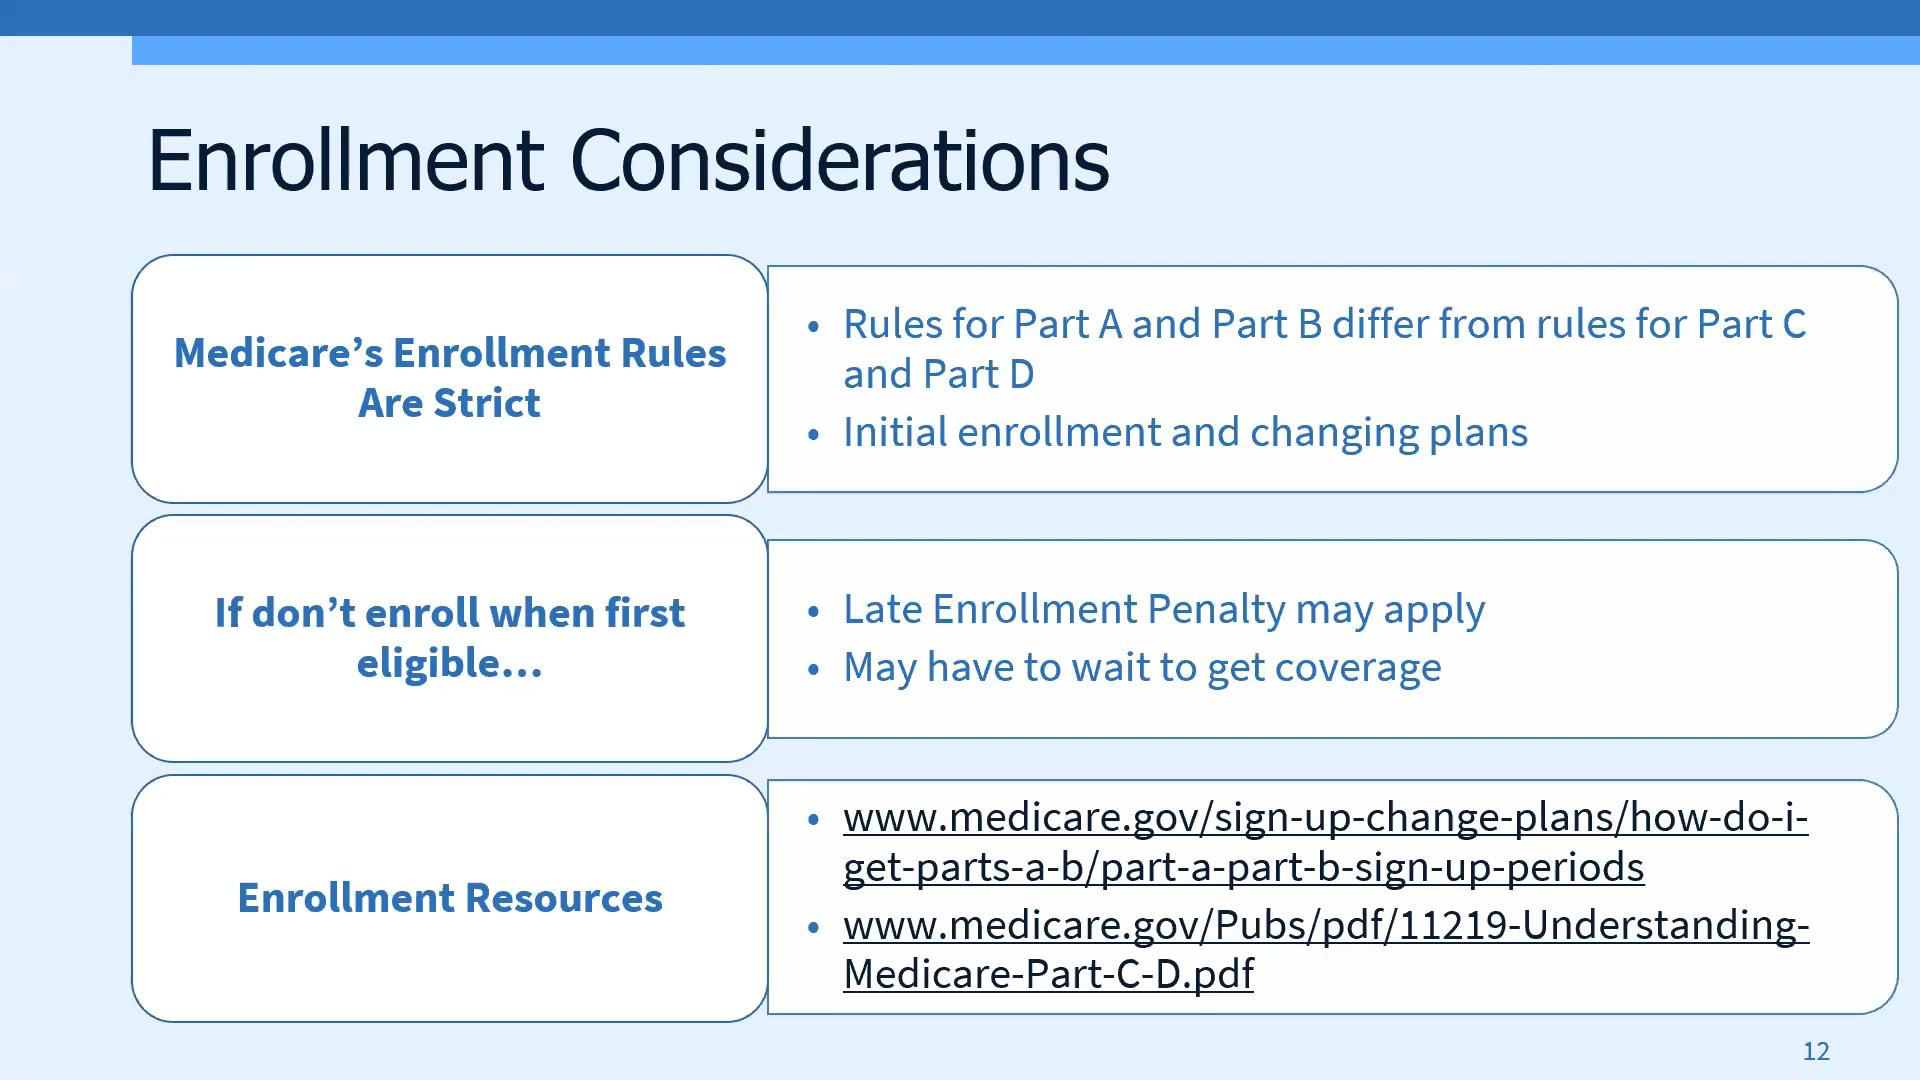 Enrollment Considerations
Medicare’s Enrollment Rules
Are Strict
• Rules for Part A and Part B differ from rules for Part C
and Part D
• Initial enrollment and changing plans
If don’t enroll when first
eligible…
• Late Enrollment Penalty may apply
• May have to wait to get coverage
Enrollment Resources
• www.medicare.gov/sign-up-change-plans/how-do-i-
get-parts-a-b/part-a-part-b-sign-up-periods
• www.medicare.gov/Pubs/pdf/11219-Understanding-
Medicare-Part-C-D.pdf
12